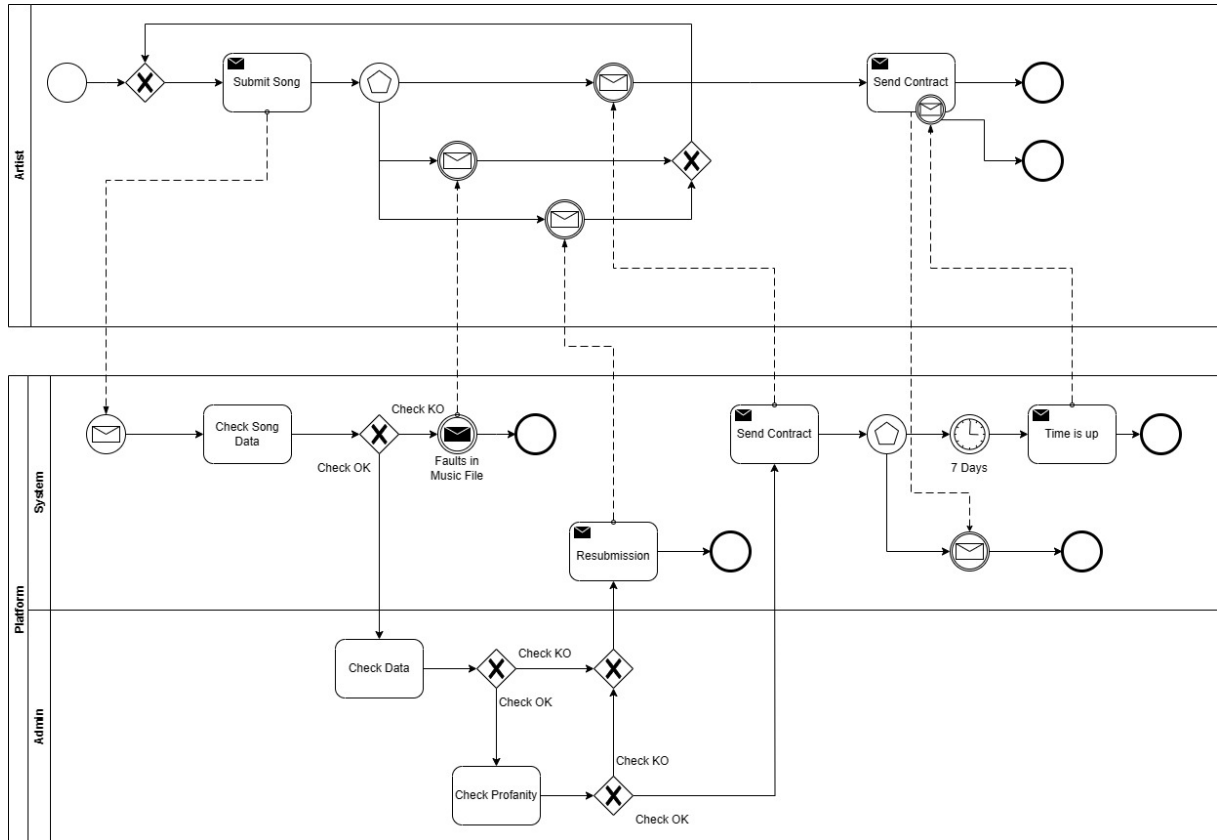 Artist
Submit Song
Send Contract
Platform
System
Check Song
Data
Check KO
Check OK
Faults in
Music File
Send Contract
7 Days
Time is up
Resubmission
Admin
Check Data
Check KO
Check OK
Check Profanity
Check KO
Check OK